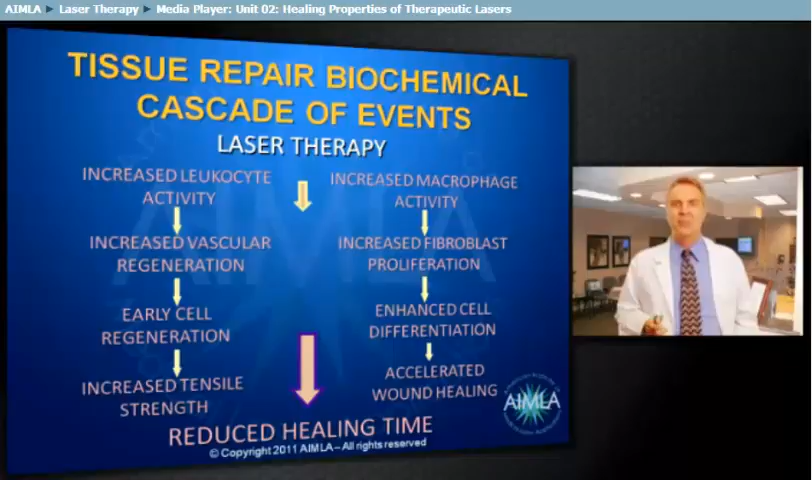 AIMLA ► Laser Therapy ► Media Player: Unit 02: Healing Properties of Therapeutic Lasers
TISSUE REPAIR BIOCHEMICAL
CASCADE OF EVENTS
LASER THERAPY
INCREASED LEUKOCYTE
ACTIVITY
INCREASED VASCULAR
REGENERATION
EARLY CELL
REGENERATION
INCREASED TENSILE
STRENGTH
INCREASED MACROPHAGE
ACTIVITY
INCREASED FIBROBLAST
PROLIFERATION
ENHANCED CELL
DIFFERENTIATION
ACCELERATED
WOUND HEALING
AIMLA
REDUCED HEALING TIME
© Copyright 2011 AIMLA – All rights reserved